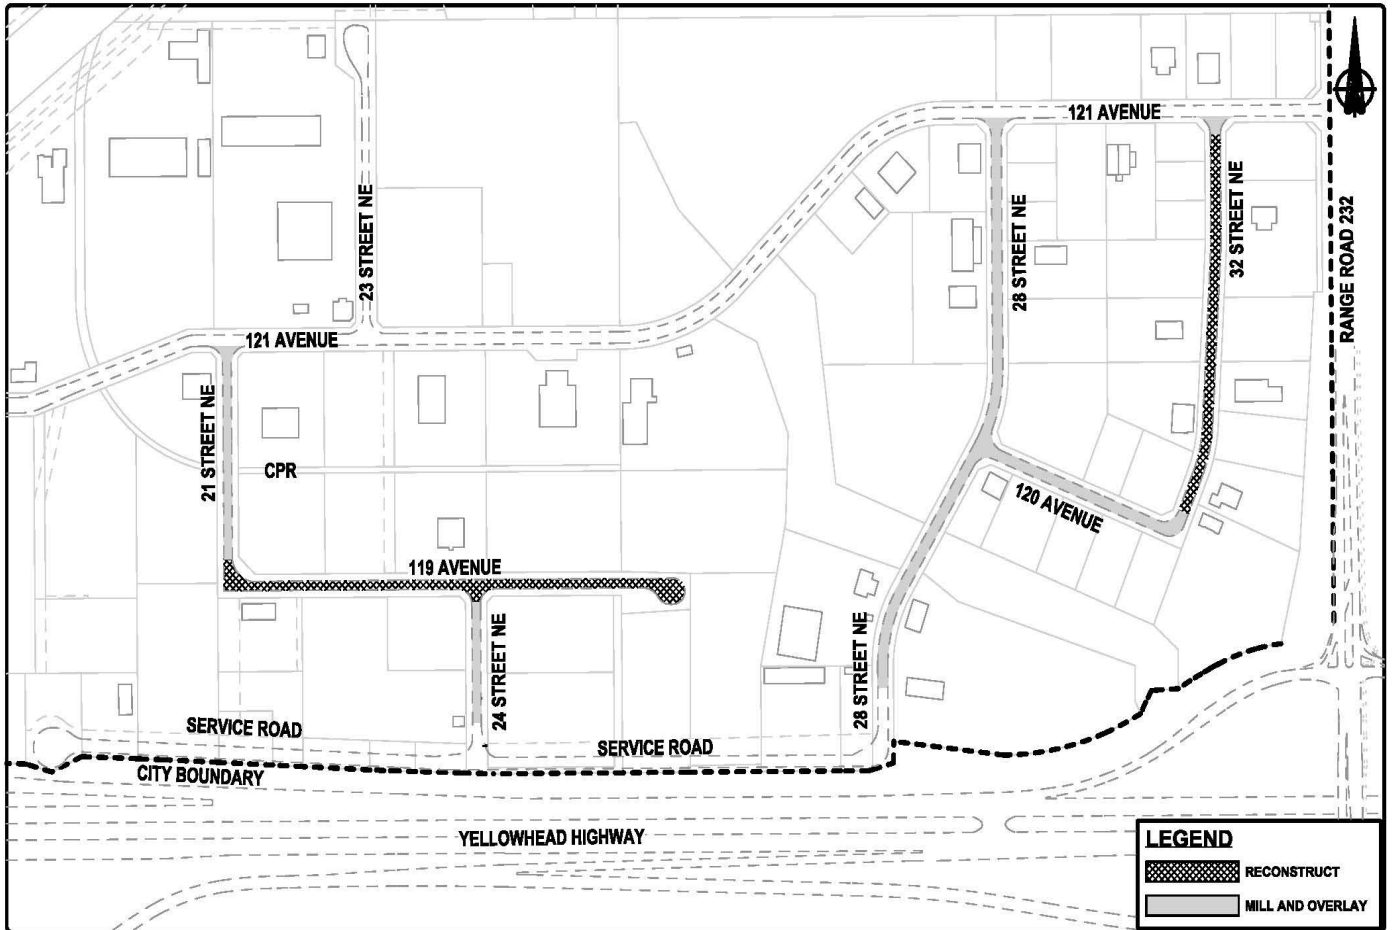 121 AVENUE
23 STREET NE
28 STREET NE
32 STREET NE
RANGE ROAD 232
121 AVENUE
21 STREET NE
CPR
120 AVENUE
119 AVENUE
24 STREET NE
28 STREET NE
SERVICE ROAD
SERVICE ROAD
CITY BOUNDARY
YELLOWHEAD HIGHWAY
LEGEND
RECONSTRUCT
MILL AND OVERLAY